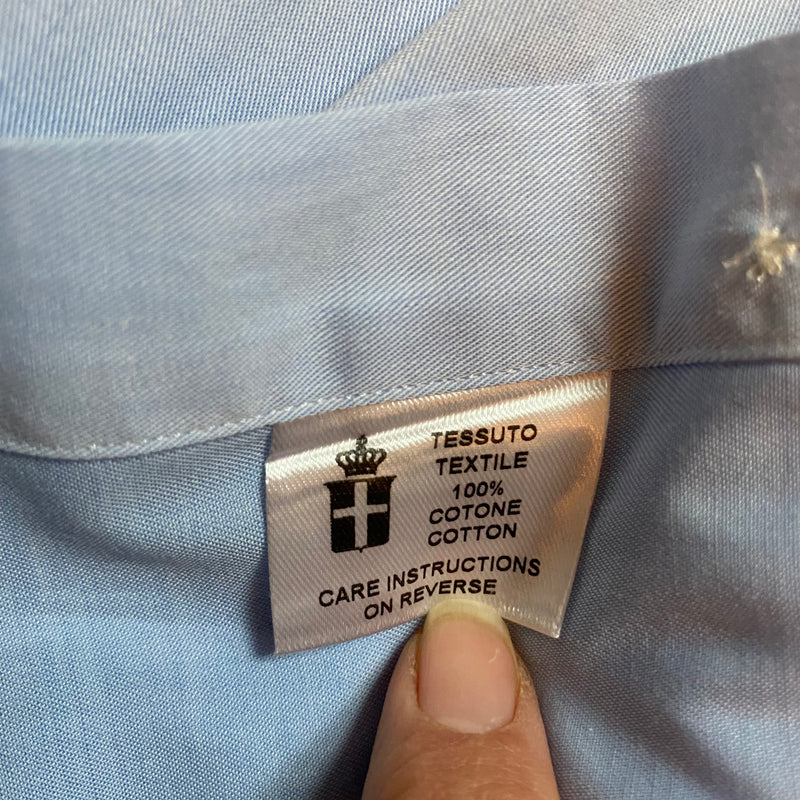 TESSUTO
TEXTILE
100%
COTONE
COTTON
CARE INSTRUCTIONS
ON REVERSE